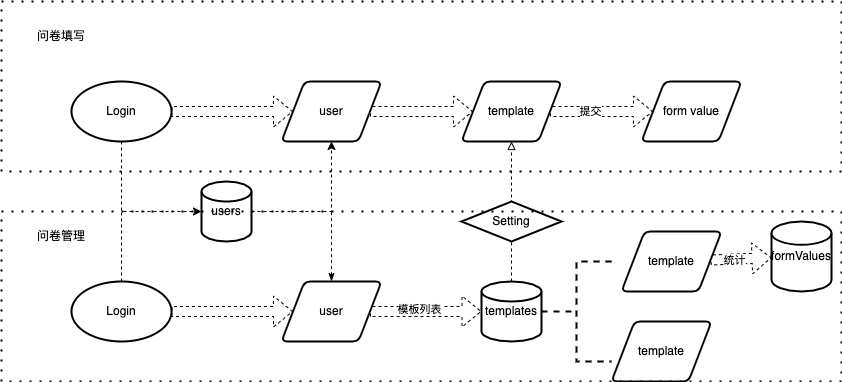 问卷填写
Login
user
template
提交
form value
users
Setting
问卷管理
template
统计
formValues
Login
user
模板列表
templates
template